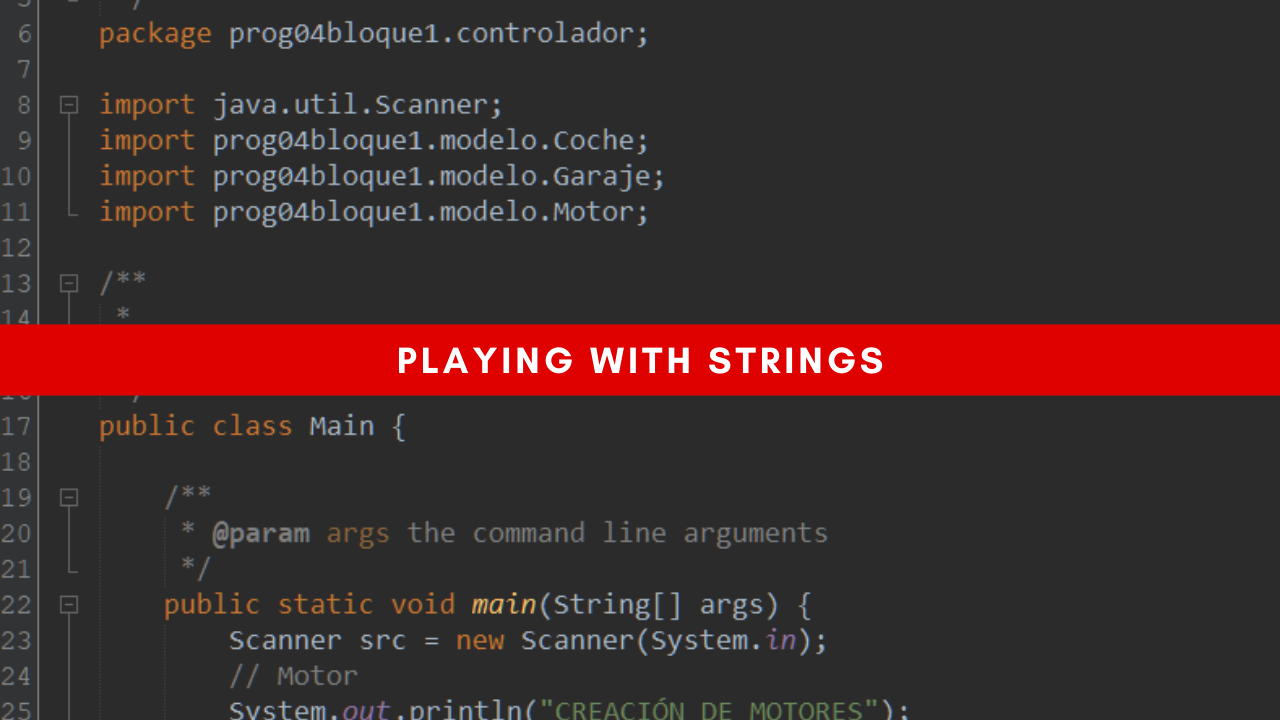 5 */
6 package prog04bloque1.controlador;
7
8 import java.util.Scanner;
9 import prog04bloque1.modelo.Coche;
10 import prog04bloque1.modelo.Garaje;
11 import prog04bloque1.modelo.Motor;
12
13 /**
14 *
PLAYING WITH STRINGS
16 */
17 public class Main {
18
19 /**
20 * @param args the command line arguments
21 */
22 public static void main(String[] args) {
23 Scanner src = new Scanner(System.in);
24 // Motor
25 System.out.println("CREACIÓN DE MOTORES");